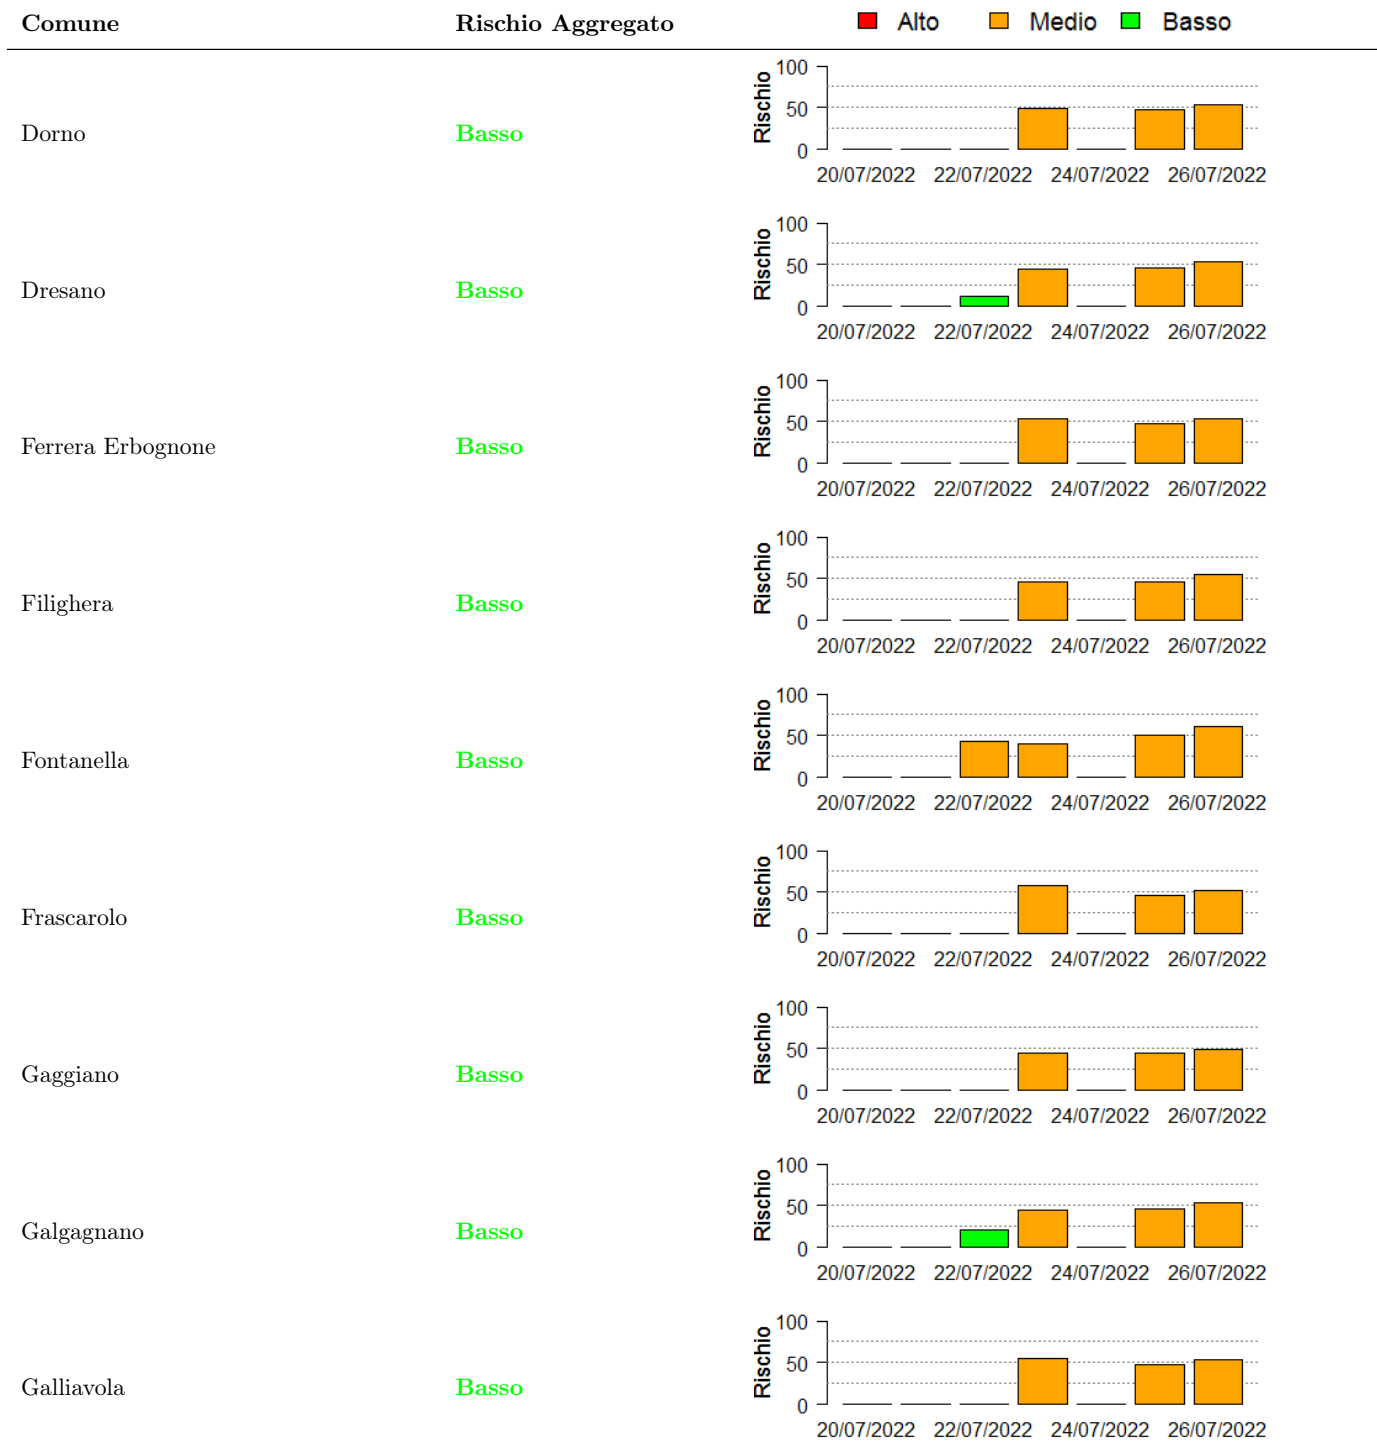 Comune Rischio Aggregato Alto Medio Basso
Dorno Basso
Rischio
100
50
0
20/07/2022 22/07/2022 24/07/2022 26/07/2022
Dresano Basso
Rischio
100
50
0
20/07/2022 22/07/2022 24/07/2022 26/07/2022
Ferrera Erbognone Basso
Rischio
100
50
0
20/07/2022 22/07/2022 24/07/2022 26/07/2022
Filighera Basso
Rischio
100
50
0
20/07/2022 22/07/2022 24/07/2022 26/07/2022
Fontanella Basso
Rischio
100
50
0
20/07/2022 22/07/2022 24/07/2022 26/07/2022
Frascarolo Basso
Rischio
100
50
0
20/07/2022 22/07/2022 24/07/2022 26/07/2022
Gaggiano Basso
Rischio
100
50
0
20/07/2022 22/07/2022 24/07/2022 26/07/2022
Galgagnano Basso
Rischio
100
50
0
20/07/2022 22/07/2022 24/07/2022 26/07/2022
Galliavola Basso
Rischio
100
50
0
20/07/2022 22/07/2022 24/07/2022 26/07/2022